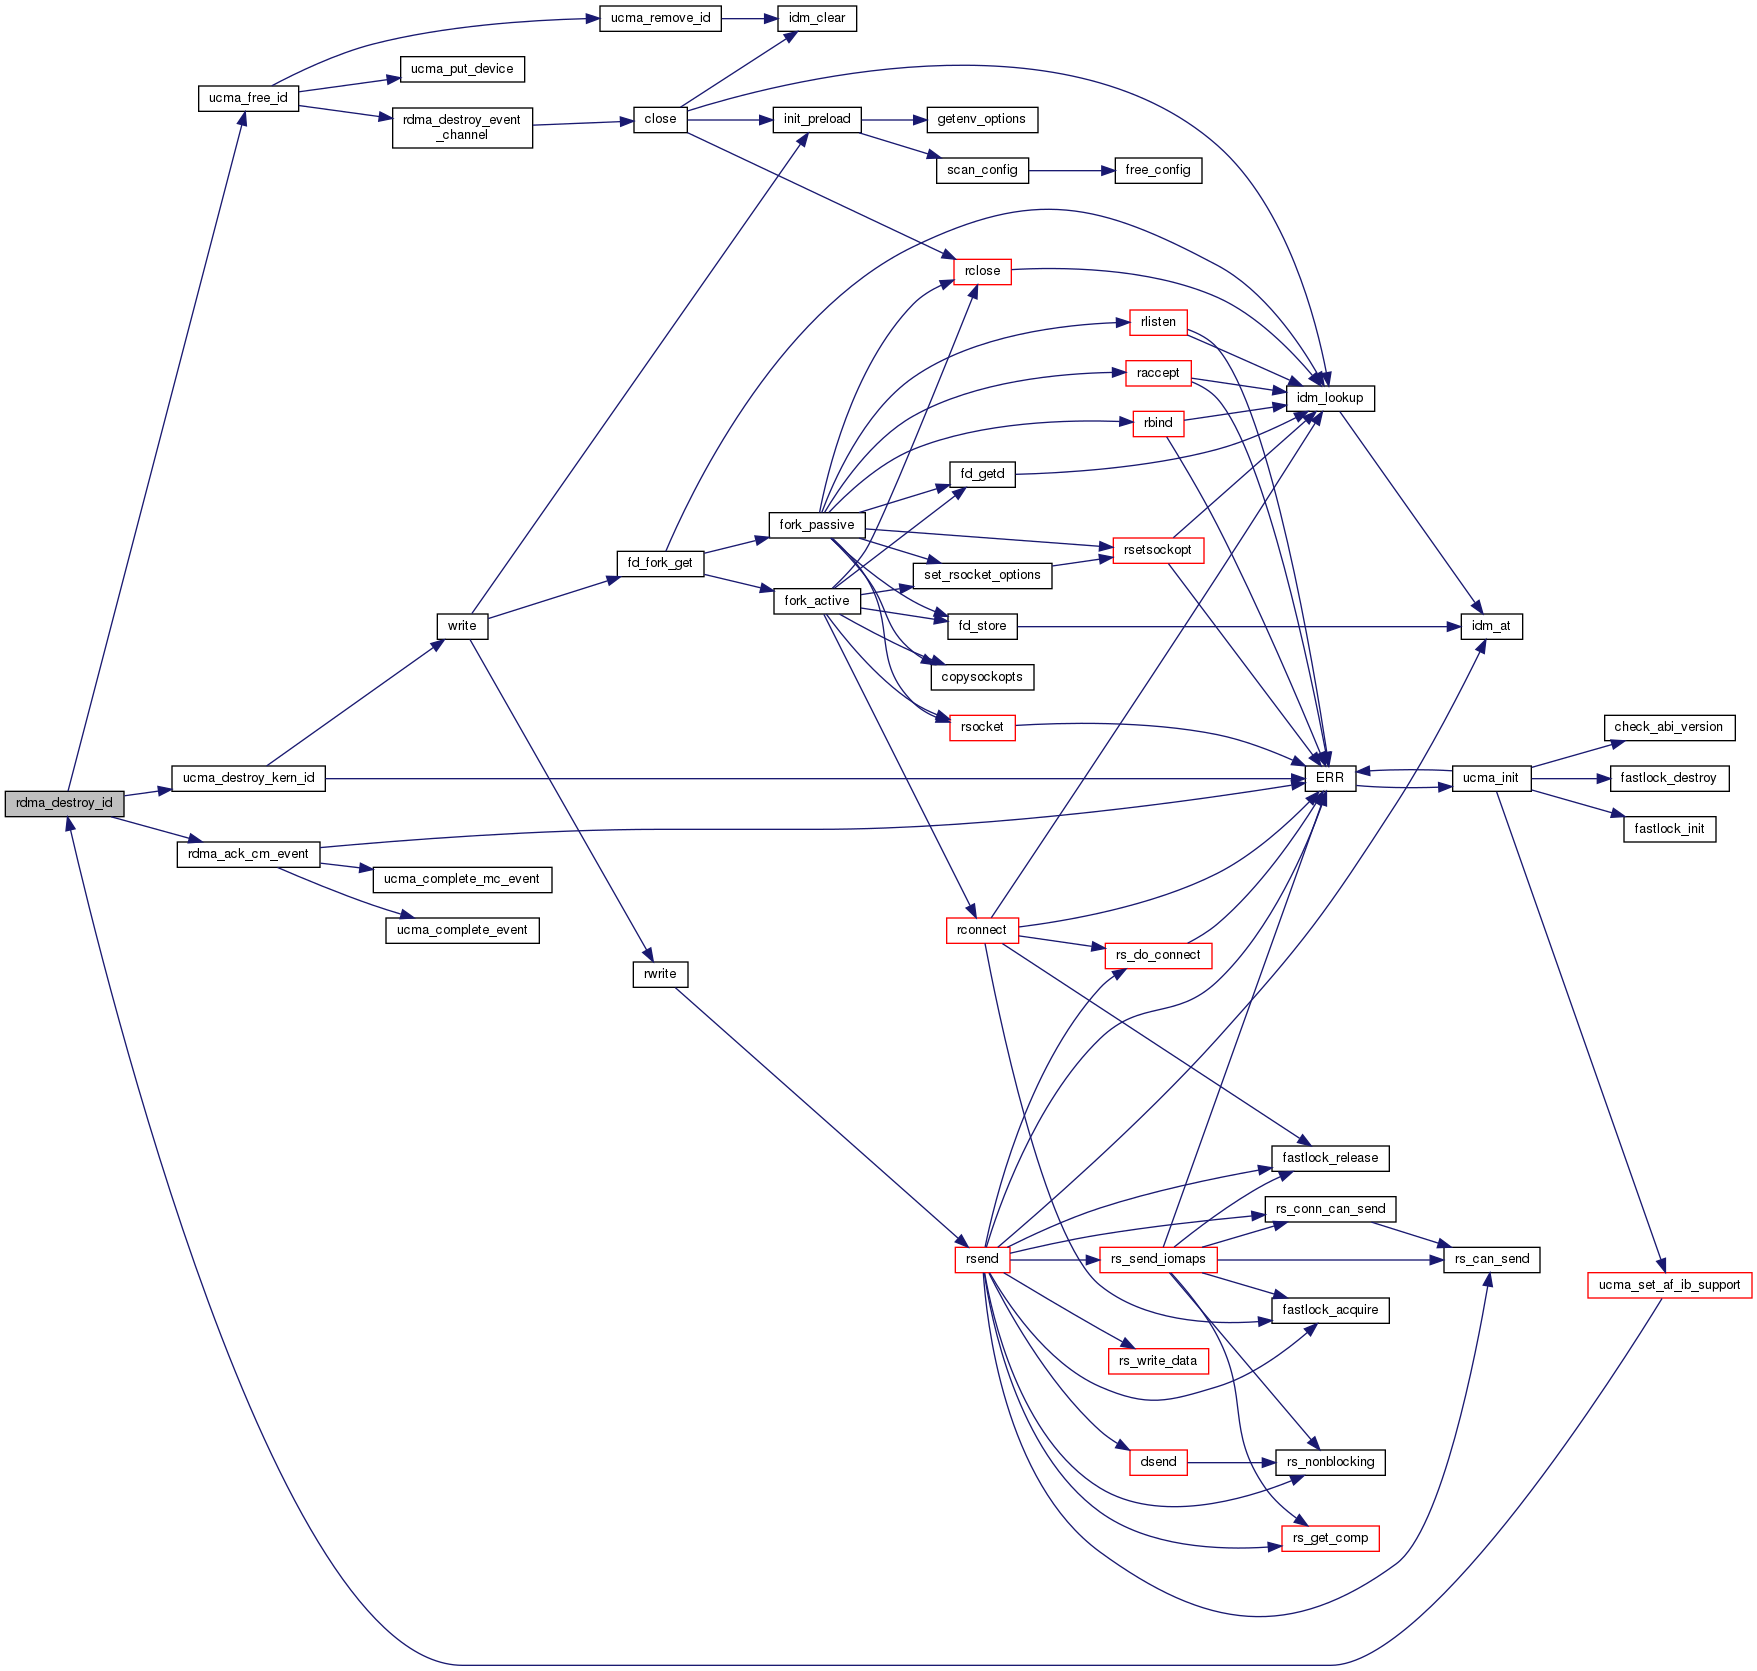 ucma_remove_id
idm_clear
ucma_put_device
ucma_free_id
rdma_destroy_event
_channel
close
init_preload
getenv_options
scan_config
free_config
rclose
rlisten
raccept
idm_lookup
rbind
fd_getd
fork_passive
rsetsockopt
fd_fork_get
set_rsocket_options
fork_active
write
fd_store
idm_at
copysockopts
rsocket
check_abi_version
ucma_destroy_kern_id
ERR
ucma_init
fastlock_destroy
rdma_destroy_id
fastlock_init
rdma_ack_cm_event
ucma_complete_mc_event
ucma_complete_event
rconnect
rs_do_connect
rwrite
fastlock_release
rs_conn_can_send
rsend
rs_send_iomaps
rs_can_send
ucma_set_af_ib_support
fastlock_acquire
rs_write_data
dsend
rs_nonblocking
rs_get_comp